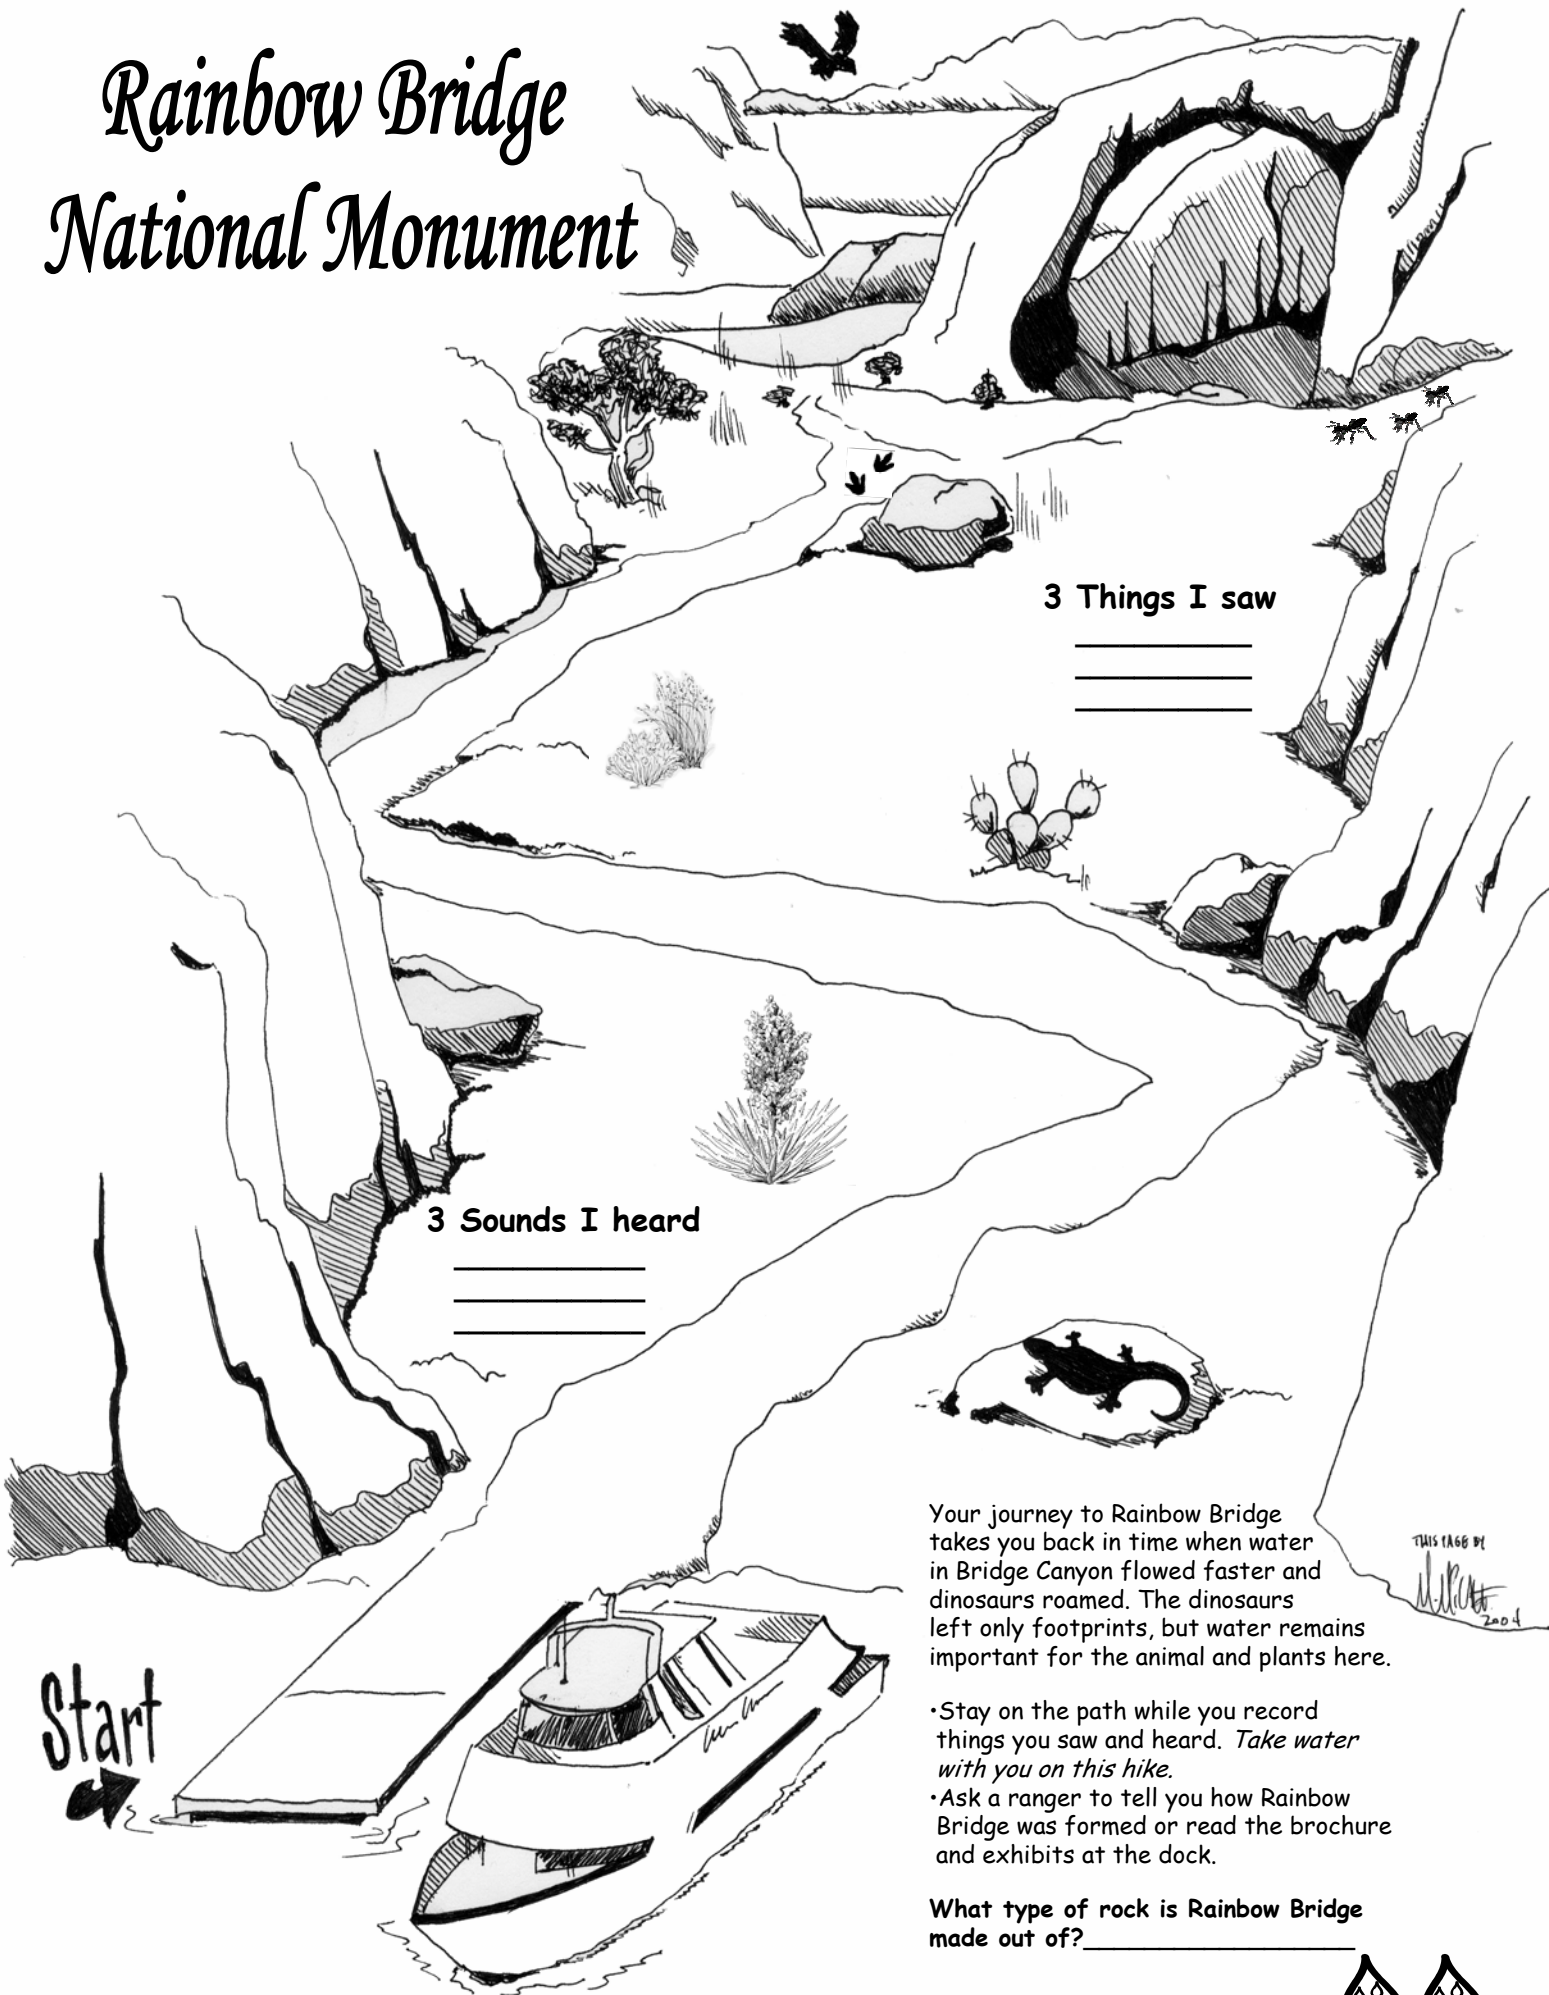 Rainbow Bridge
National Monument
3 Things I saw
3 Sounds I heard
Your journey to Rainbow Bridge
takes you back in time when water
in Bridge Canyon flowed faster and
dinosaurs roamed. The dinosaurs
left only footprints, but water remains
important for the animal and plants here.
THIS PAGE BY
2004
•Stay on the path while you record
things you saw and heard. Take water
with you on this hike.
•Ask a ranger to tell you how Rainbow
Bridge was formed or read the brochure
and exhibits at the dock.
Start
What type of rock is Rainbow Bridge
made out of?____________________